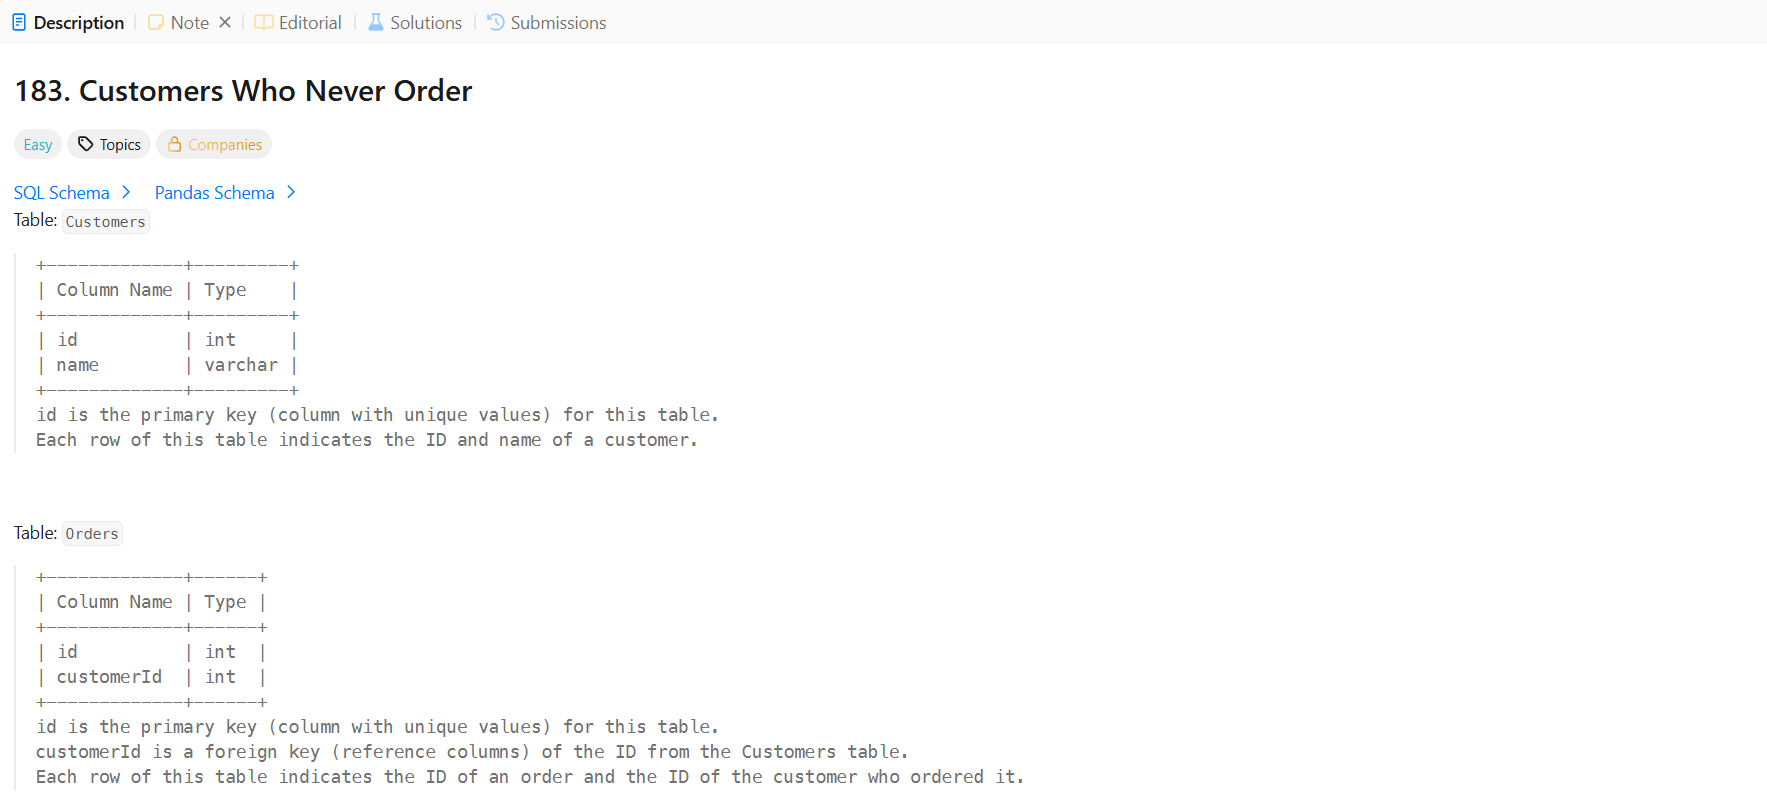 Description Note Editorial Solutions Submissions
183. Customers Who Never Order
Easy Topics Companies
SQL Schema Pandas Schema
Table: Customers
+-------------+---------+
| Column Name | Type    |
+-------------+---------+
| id          | int     |
| name        | varchar |
+-------------+---------+
id is the primary key (column with unique values) for this table.
Each row of this table indicates the ID and name of a customer.
Table: Orders
+-------------+------+
| Column Name | Type |
+-------------+------+
| id          | int  |
| customerId  | int  |
+-------------+------+
id is the primary key (column with unique values) for this table.
customerId is a foreign key (reference columns) of the ID from the Customers table.
Each row of this table indicates the ID of an order and the ID of the customer who ordered it.